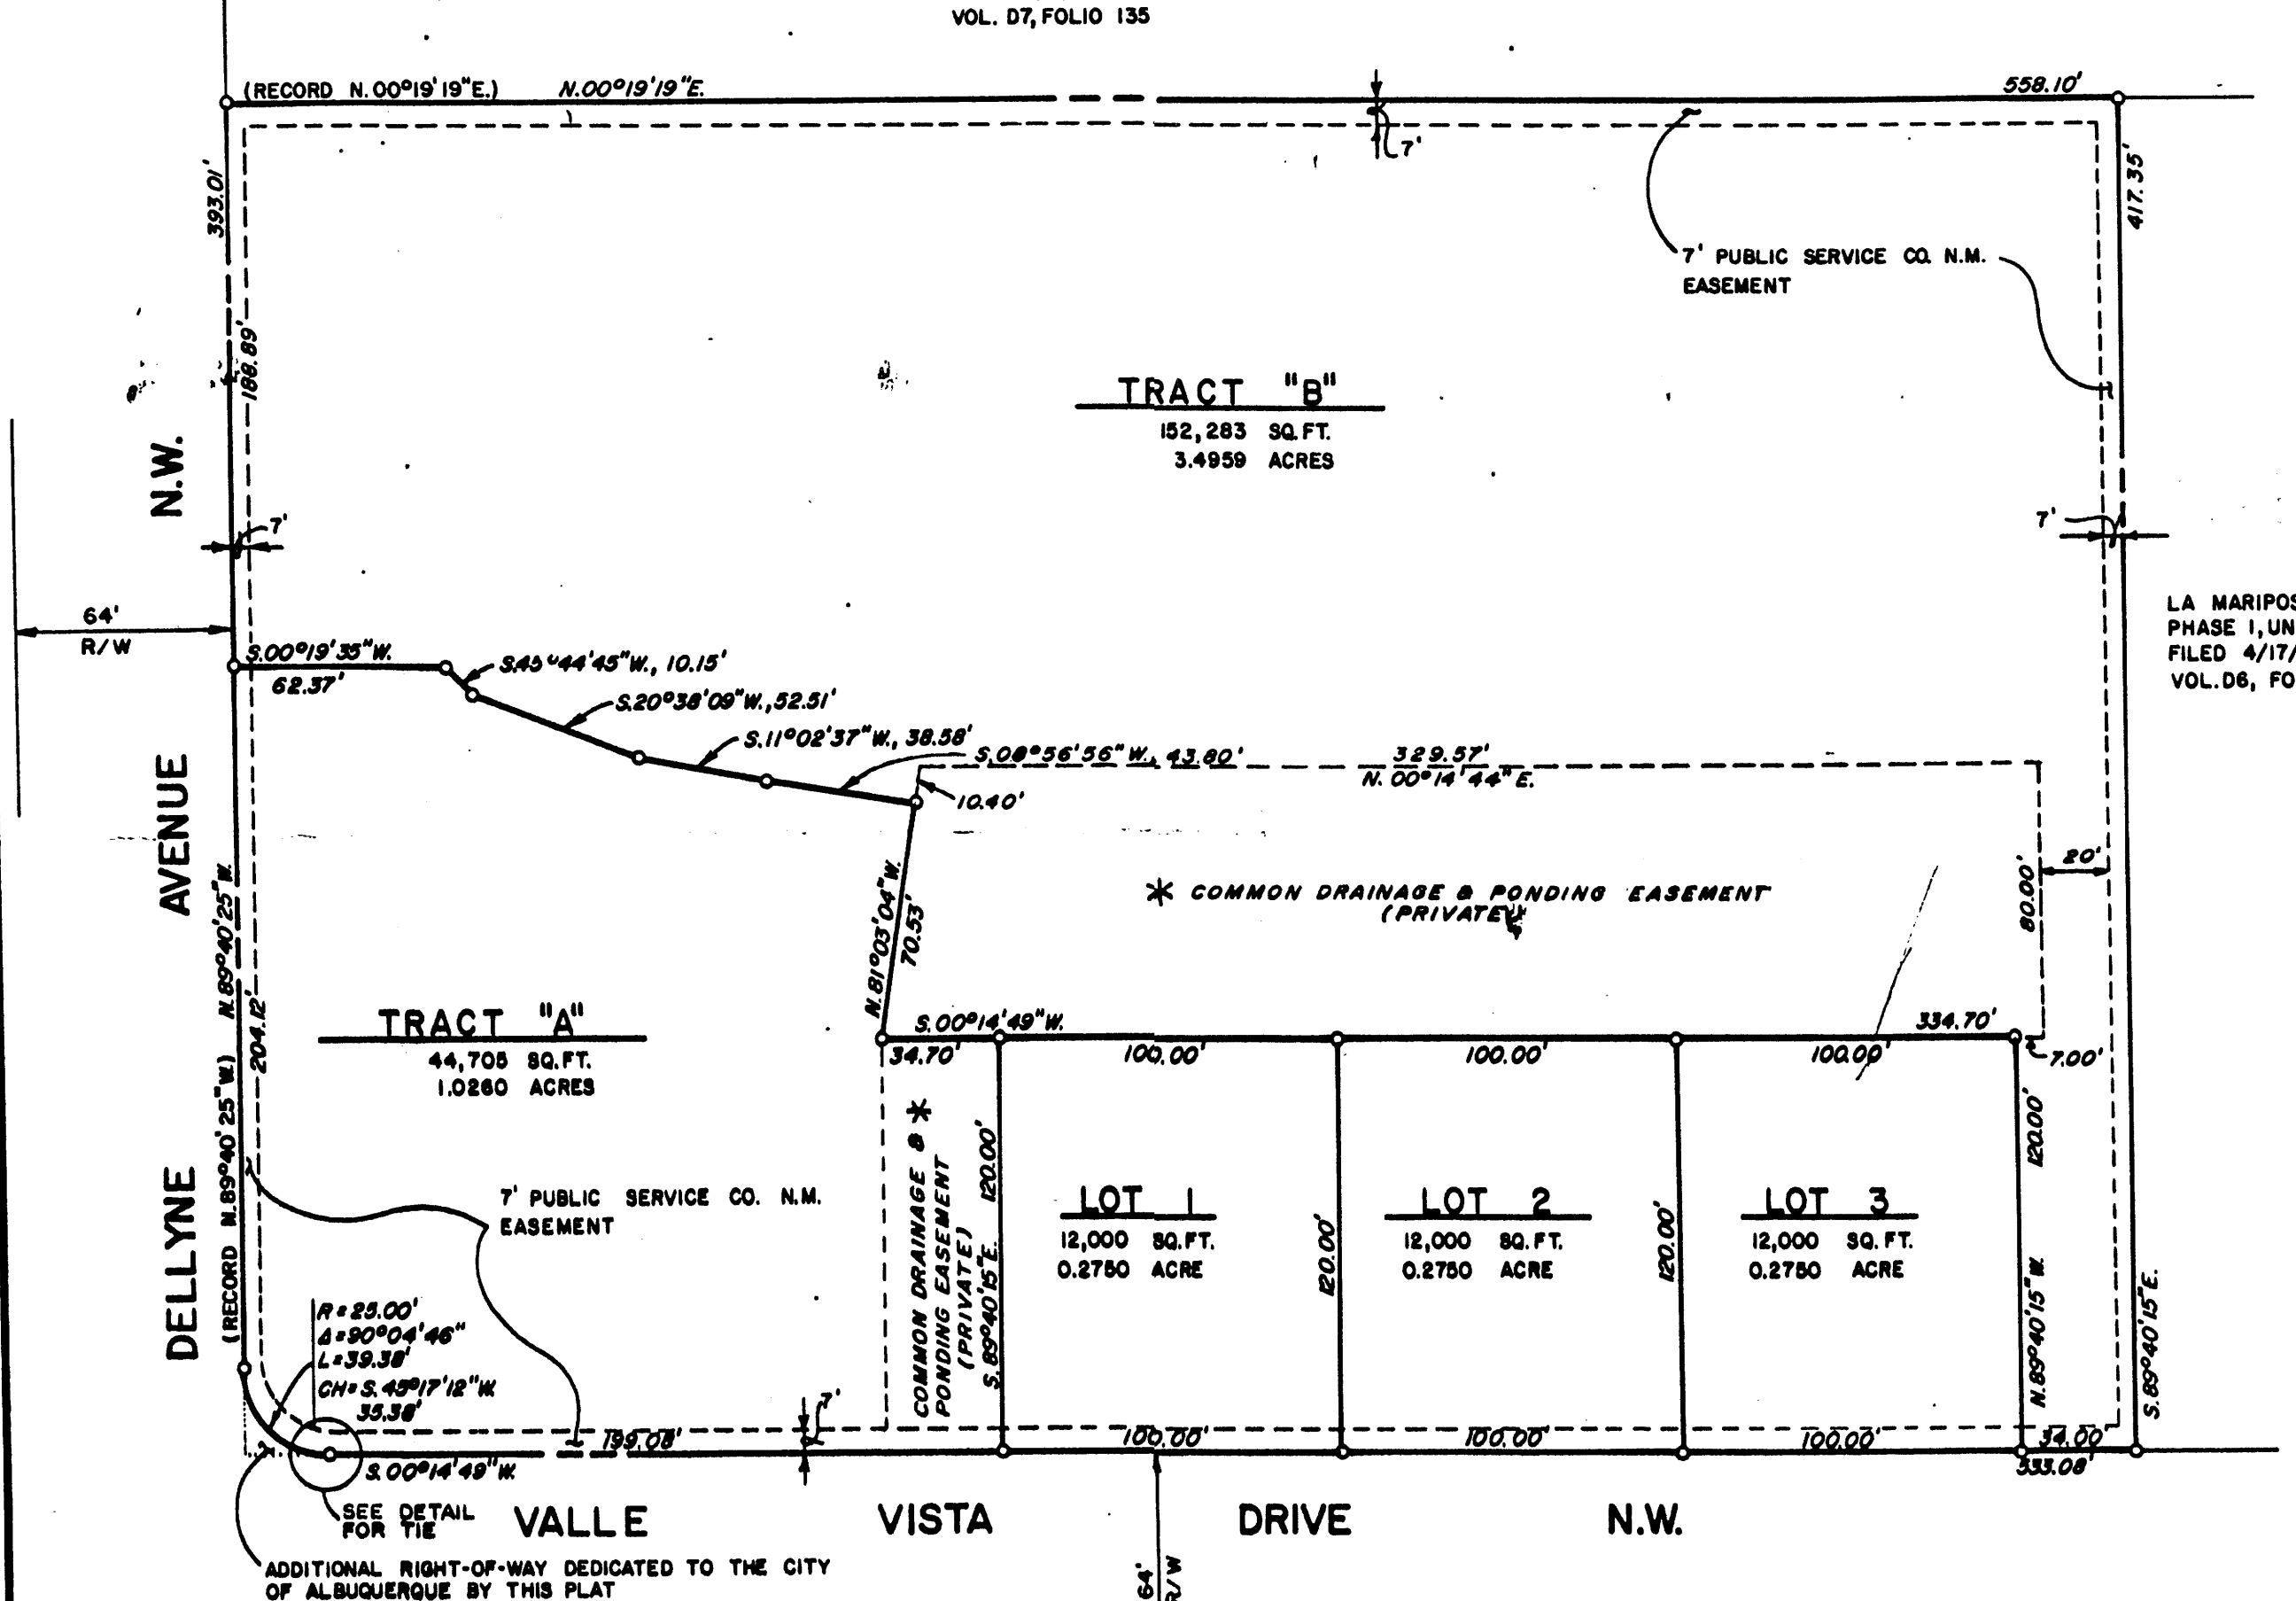 VOL. D7, FOLIO 135
(RECORD N.00°19'19"E.) N.00°19'19"E.
558.10'
393.01'
417.35'
7'
7' PUBLIC SERVICE CO. N.M.
EASEMENT
188.89'
TRACT "B"
152,283 SQ.FT.
3.4959 ACRES
N.W.
7'
7'
64'
R/W
LA MARIPOS
PHASE 1, UN
FILED 4/17/
VOL.D6, FO
S.00°19'35"W.
62.37'
S.45°44'45"W., 10.15'
S.20°38'09"W., 52.51'
S.11°02'37"W., 38.58'
S.08°56'56"W., 43.80'
329.57'
N.00°14'44"E.
10.40'
AVENUE
N.89°40'25"W.
N.81°03'04"W.
70.53'
* COMMON DRAINAGE & PONDING EASEMENT
(PRIVATE)
80.00'
20'
TRACT "A"
44,705 SQ.FT.
1.0260 ACRES
204.12'
S.00°14'49"W.
334.70'
34.70'
100.00'
100.00'
100.00'
7.00'
DELLYNE
(RECORD N.89°40'25"W.)
7' PUBLIC SERVICE CO. N.M.
EASEMENT
COMMON DRAINAGE & *
PONDING EASEMENT
(PRIVATE)
S.89°40'15"E. 120.00'
LOT 1
12,000 SQ.FT.
0.2750 ACRE
120.00'
LOT 2
12,000 SQ.FT.
0.2750 ACRE
120.00'
LOT 3
12,000 SQ.FT.
0.2750 ACRE
120.00'
N.89°40'15"W.
S.89°40'15"E.
R=25.00'
Δ=90°04'46"
L=39.30'
CH=S.45°17'12"W.
35.38'
7'
199.08'
100.00'
100.00'
100.00'
34.00'
S.00°14'49"W.
533.08'
SEE DETAIL
FOR TIE
VALLE VISTA DRIVE N.W.
ADDITIONAL RIGHT-OF-WAY DEDICATED TO THE CITY
OF ALBUQUERQUE BY THIS PLAT
64'
R/W